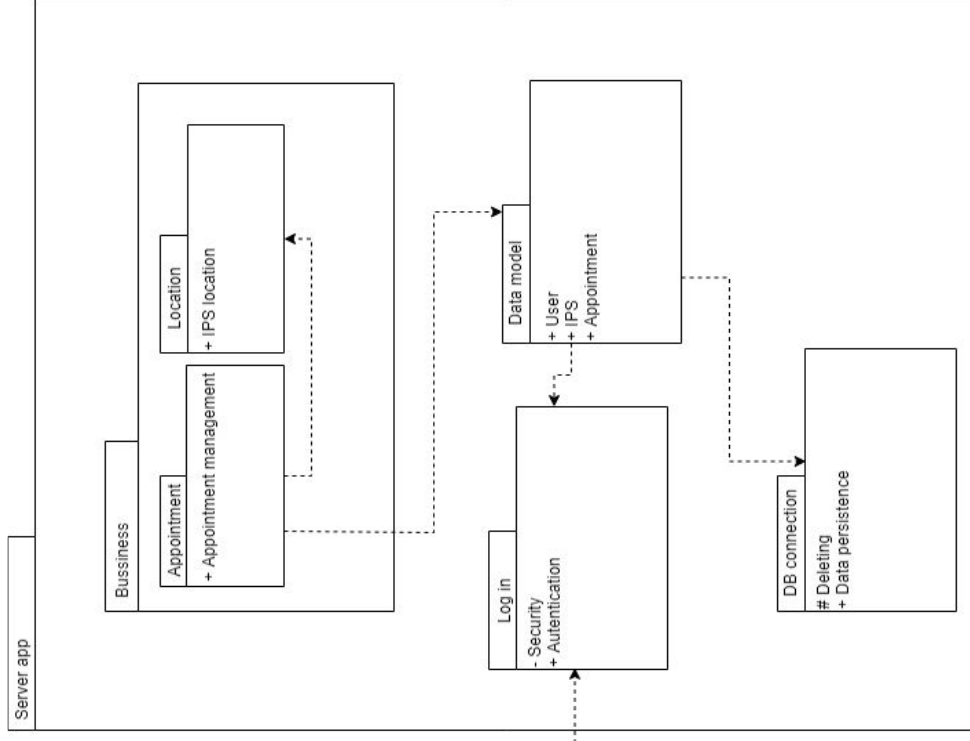 Server app
Bussiness
Appointment
+ Appointment management
Location
+ IPS location
Log in
- Security
+ Autentication
Data model
+ User
+ IPS
+ Appointment
DB connection
# Deleting
+ Data persistence